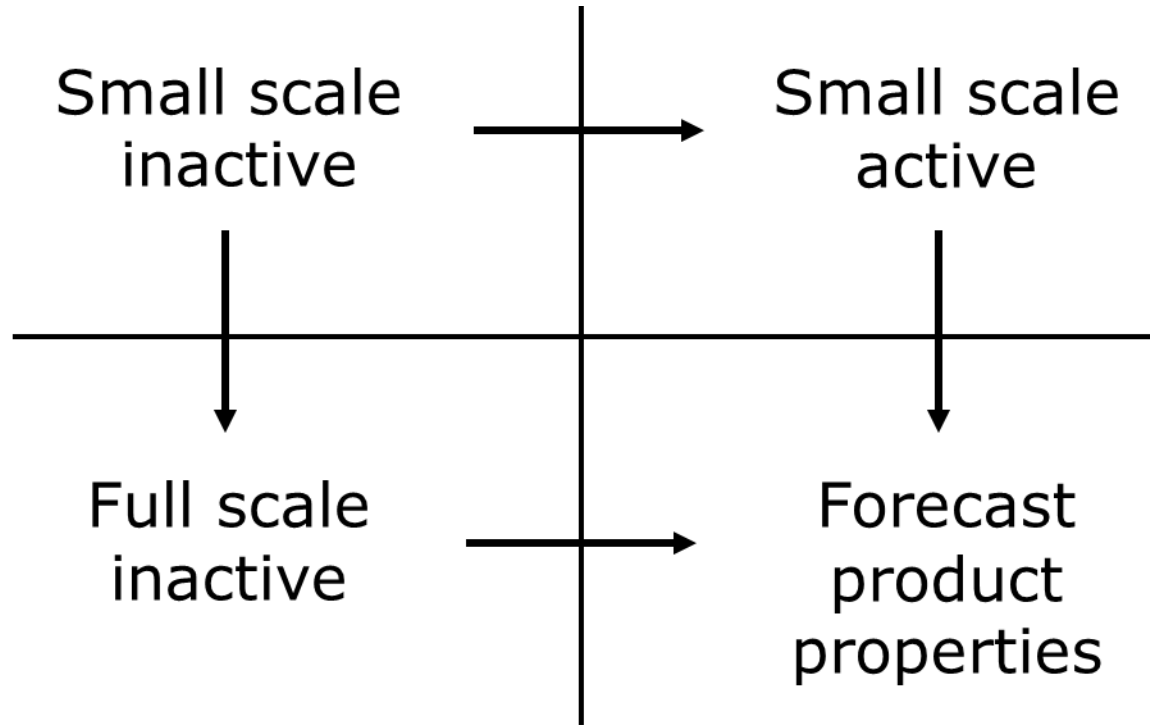 Small scale
inactive
Small scale
active
Full scale
inactive
Forecast
product
properties